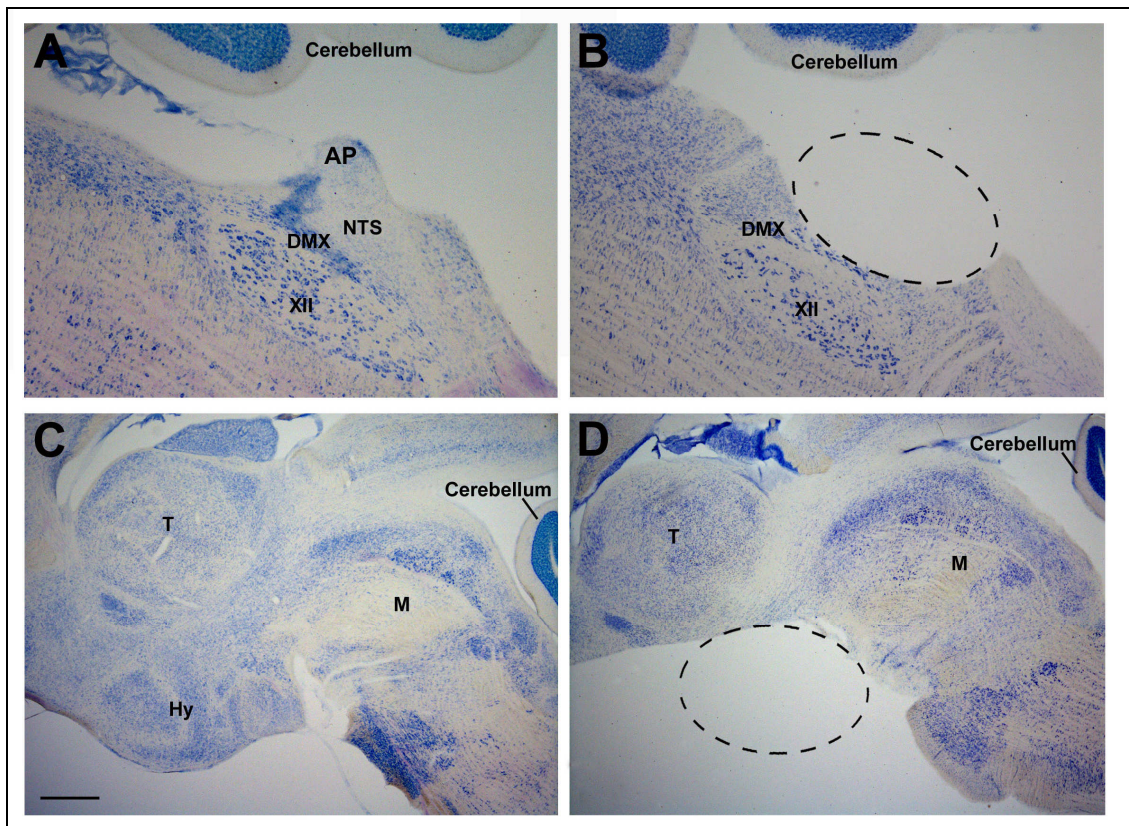 A
Cerebellum
AP
NTS
DMX
XII
B
Cerebellum
DMX
XII
C
Cerebellum
T
M
Hy
D
Cerebellum
T
M